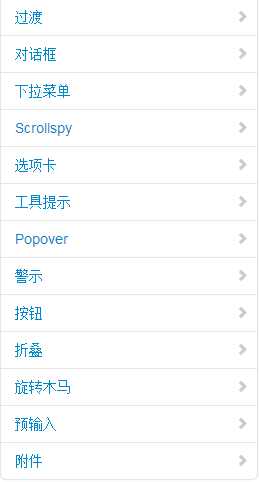 过渡
对话框
下拉菜单
Scrollspy
选项卡
工具提示
Popover
警示
按钮
折叠
旋转木马
预输入
附件